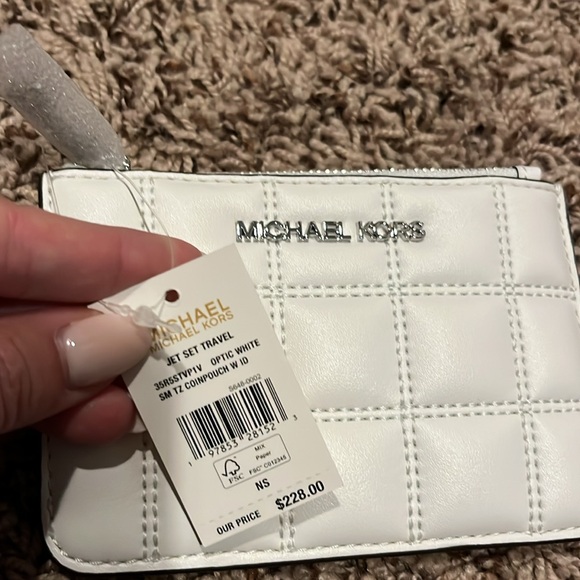 MICHAEL KORS
MICHAEL
MICHAEL KORS
JET SET TRAVEL
35R5STVP1V OPTIC WHITE
SM TZ COINPOUCH W ID
5648-0002
1 97853 28152 3
FSC
MIX
Paper
FSC® C012345
NS
OUR PRICE $228.00